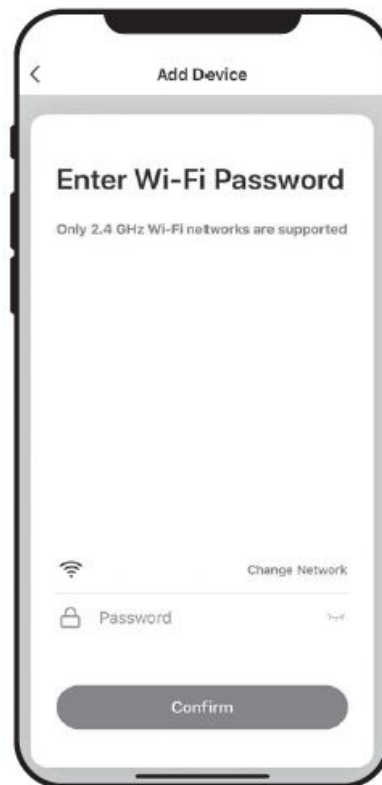 Add Device
Enter Wi-Fi Password
Only 2.4 GHz Wi-Fi networks are supported
Change Network
Password
Confirm